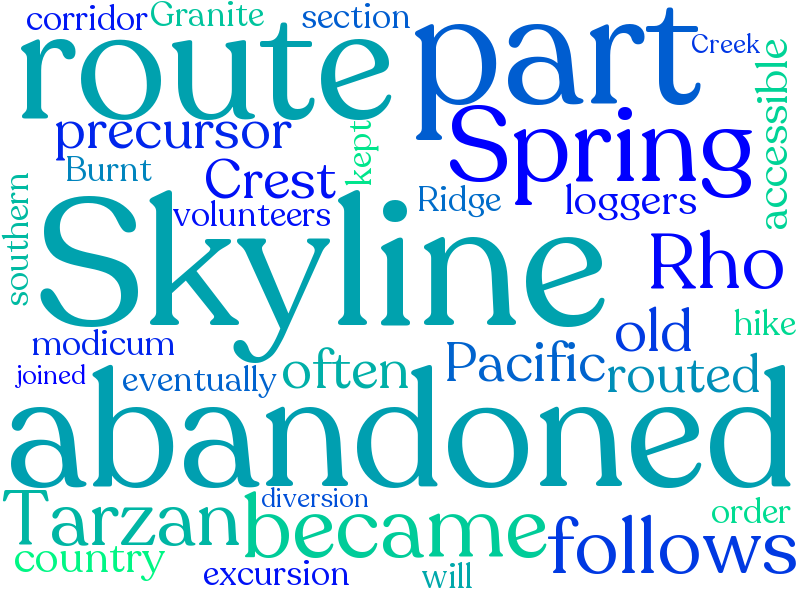 corridor Granite section
route part Creek
precursor kept Spring accessible
Burnt Crest Ridge loggers
southern volunteers
Skyline Rho
modicum old hike
joined eventually often Pacific routed
abandoned
Tarzan became diversion order
country follows
excursion will